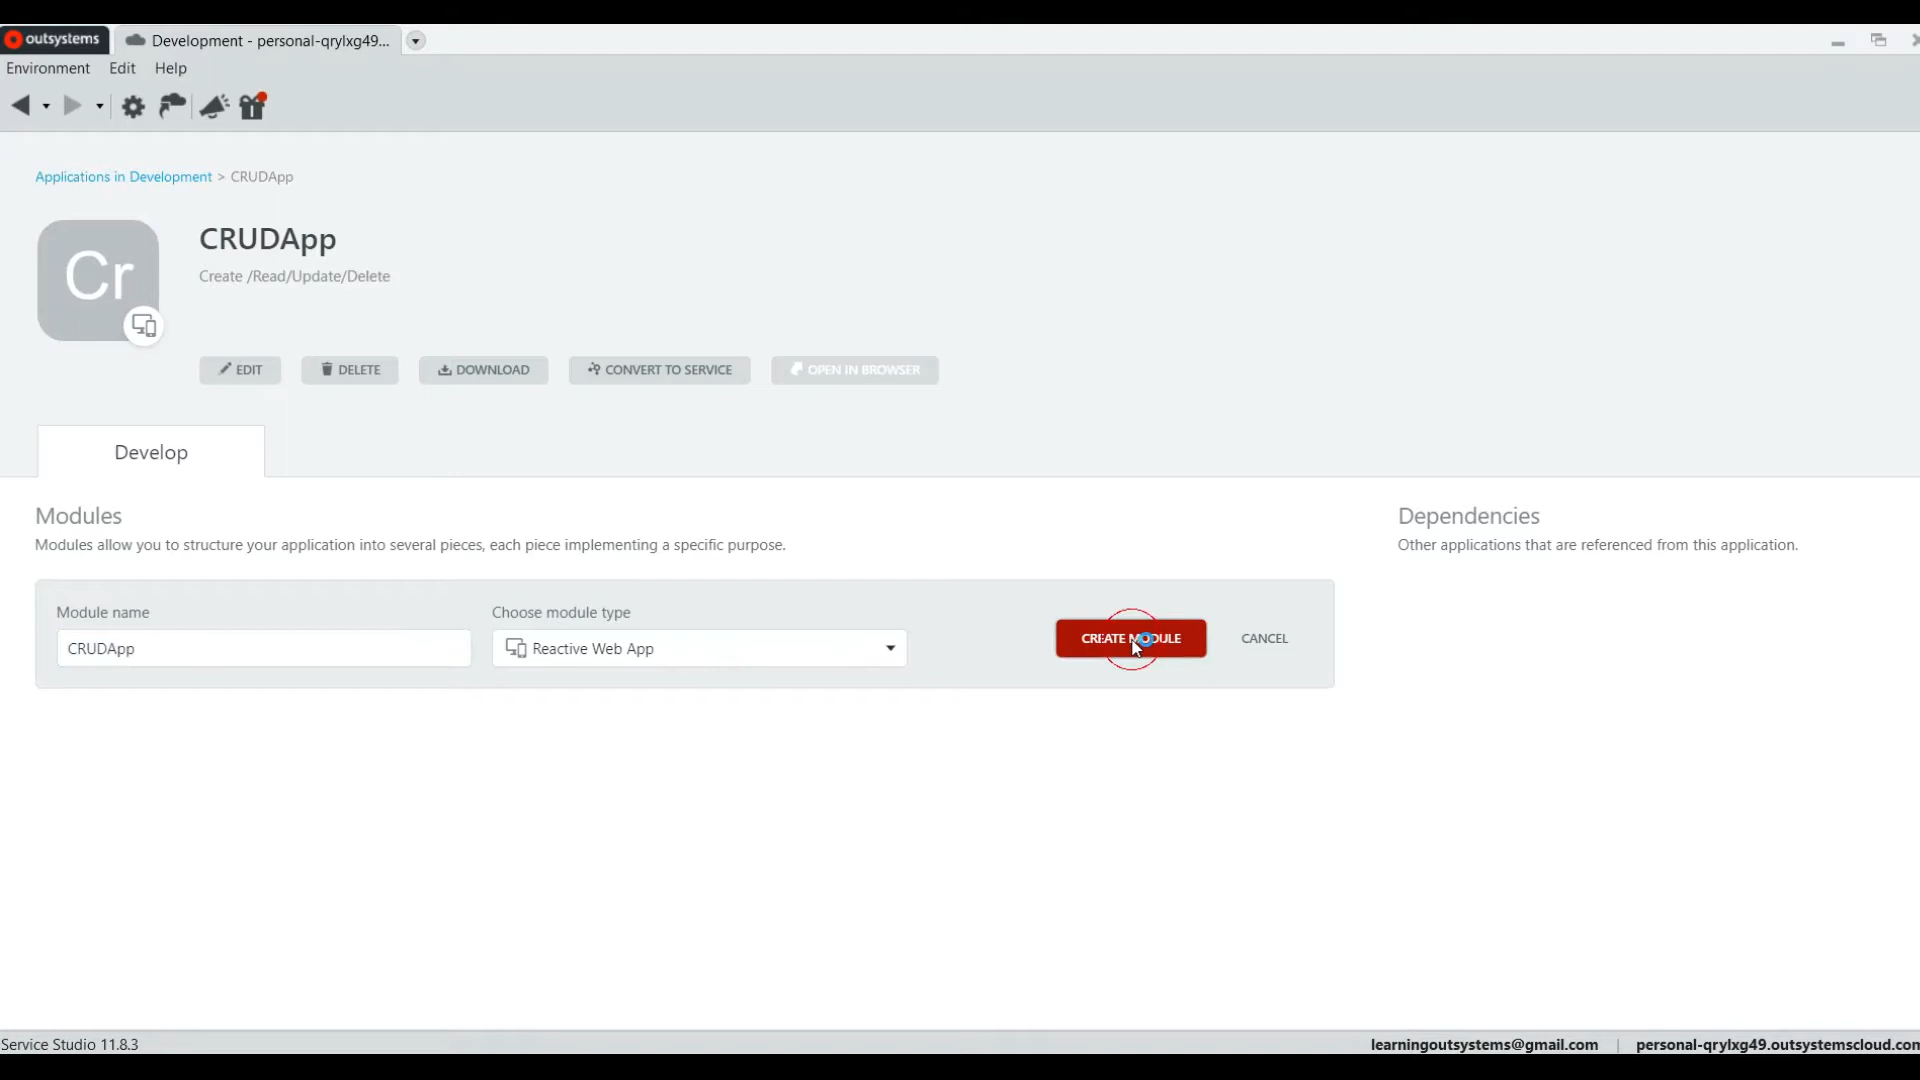 outsystems
Development - personal-qrylxg49...
Environment Edit Help
Applications in Development > CRUDApp
Cr
CRUDApp
Create /Read/Update/Delete
EDIT
DELETE
DOWNLOAD
CONVERT TO SERVICE
OPEN IN BROWSER
Develop
Modules
Modules allow you to structure your application into several pieces, each piece implementing a specific purpose.
Dependencies
Other applications that are referenced from this application.
Module name
CRUDApp
Choose module type
Reactive Web App
CREATE MODULE
CANCEL
Service Studio 11.8.3
learningoutsystems@gmail.com | personal-qrylxg49.outsystemscloud.com